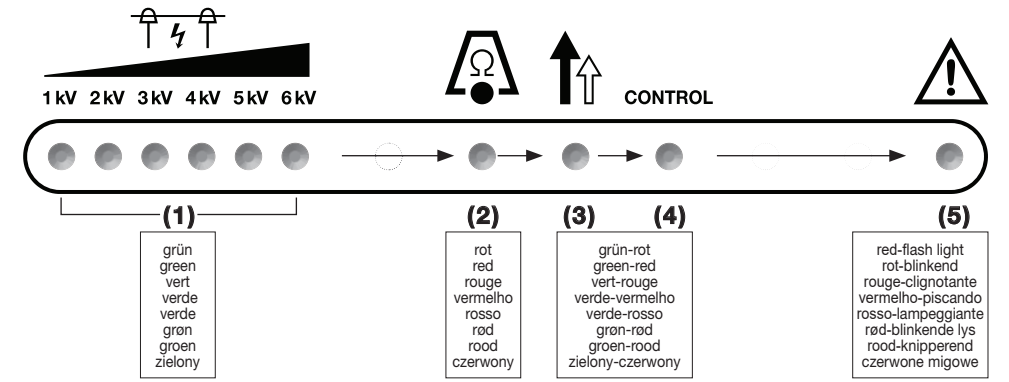 1 kV 2 kV 3 kV 4 kV 5 kV 6 kV
Ω
CONTROL
!
(1) (2) (3) (4) (5)
grün
green
vert
verde
verde
grøn
groen
zielony
rot
red
rouge
vermelho
rosso
rød
rood
czerwony
grün-rot
green-red
vert-rouge
verde-vermelho
verde-rosso
grøn-rød
groen-rood
zielony-czerwony
red-flash light
rot-blinkend
rouge-clignotante
vermelho-piscando
rosso-lampeggiante
rød-blinkende lys
rood-knipperend
czerwone migowe